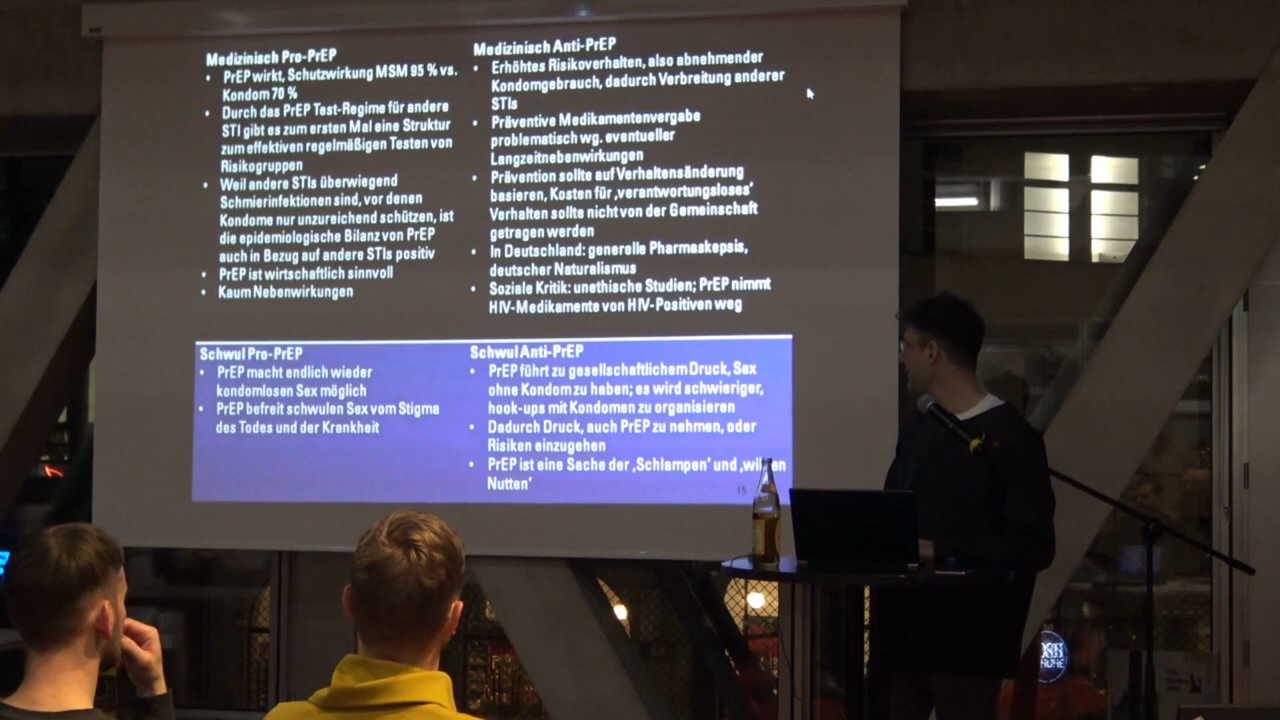 Medizinisch Pro-PrEP
• PrEP wirkt, Schutzwirkung MSM 95 % vs.
Kondom 70 %
• Durch das PrEP Test-Regime für andere
STI gibt es zum ersten Mal eine Struktur
zum effektiven regelmäßigen Testen von
Risikogruppen
• Weil andere STIs überwiegend
Schmierinfektionen sind, vor denen
Kondome nur unzureichend schützen, ist
die epidemiologische Bilanz von PrEP
auch in Bezug auf andere STIs positiv
• PrEP ist wirtschaftlich sinnvoll
• Kaum Nebenwirkungen
Medizinisch Anti-PrEP
• Erhöhtes Risikoverhalten, also abnehmender
Kondomgebrauch, dadurch Verbreitung anderer
STIs
• Präventive Medikamentenvergabe
problematisch wg. eventueller
Langzeitnebenwirkungen
• Prävention sollte auf Verhaltensänderung
basieren, Kosten für ‚verantwortungsloses‘
Verhalten sollte nicht von der Gemeinschaft
getragen werden
• In Deutschland: generelle Pharmaskepsis,
deutscher Naturalismus
• Soziale Kritik: unethische Studien; PrEP nimmt
HIV-Medikamente von HIV-Positiven weg
Schwul Pro-PrEP
• PrEP macht endlich wieder
kondomlosen Sex möglich
• PrEP befreit schwulen Sex vom Stigma
des Todes und der Krankheit
Schwul Anti-PrEP
• PrEP führt zu gesellschaftlichem Druck, Sex
ohne Kondom zu haben; es wird schwieriger,
hook-ups mit Kondomen zu organisieren
• Dadurch Druck, auch PrEP zu nehmen, oder
Risiken einzugehen
• PrEP ist eine Sache der ‚Schlampen‘ und
Nutten‘
15